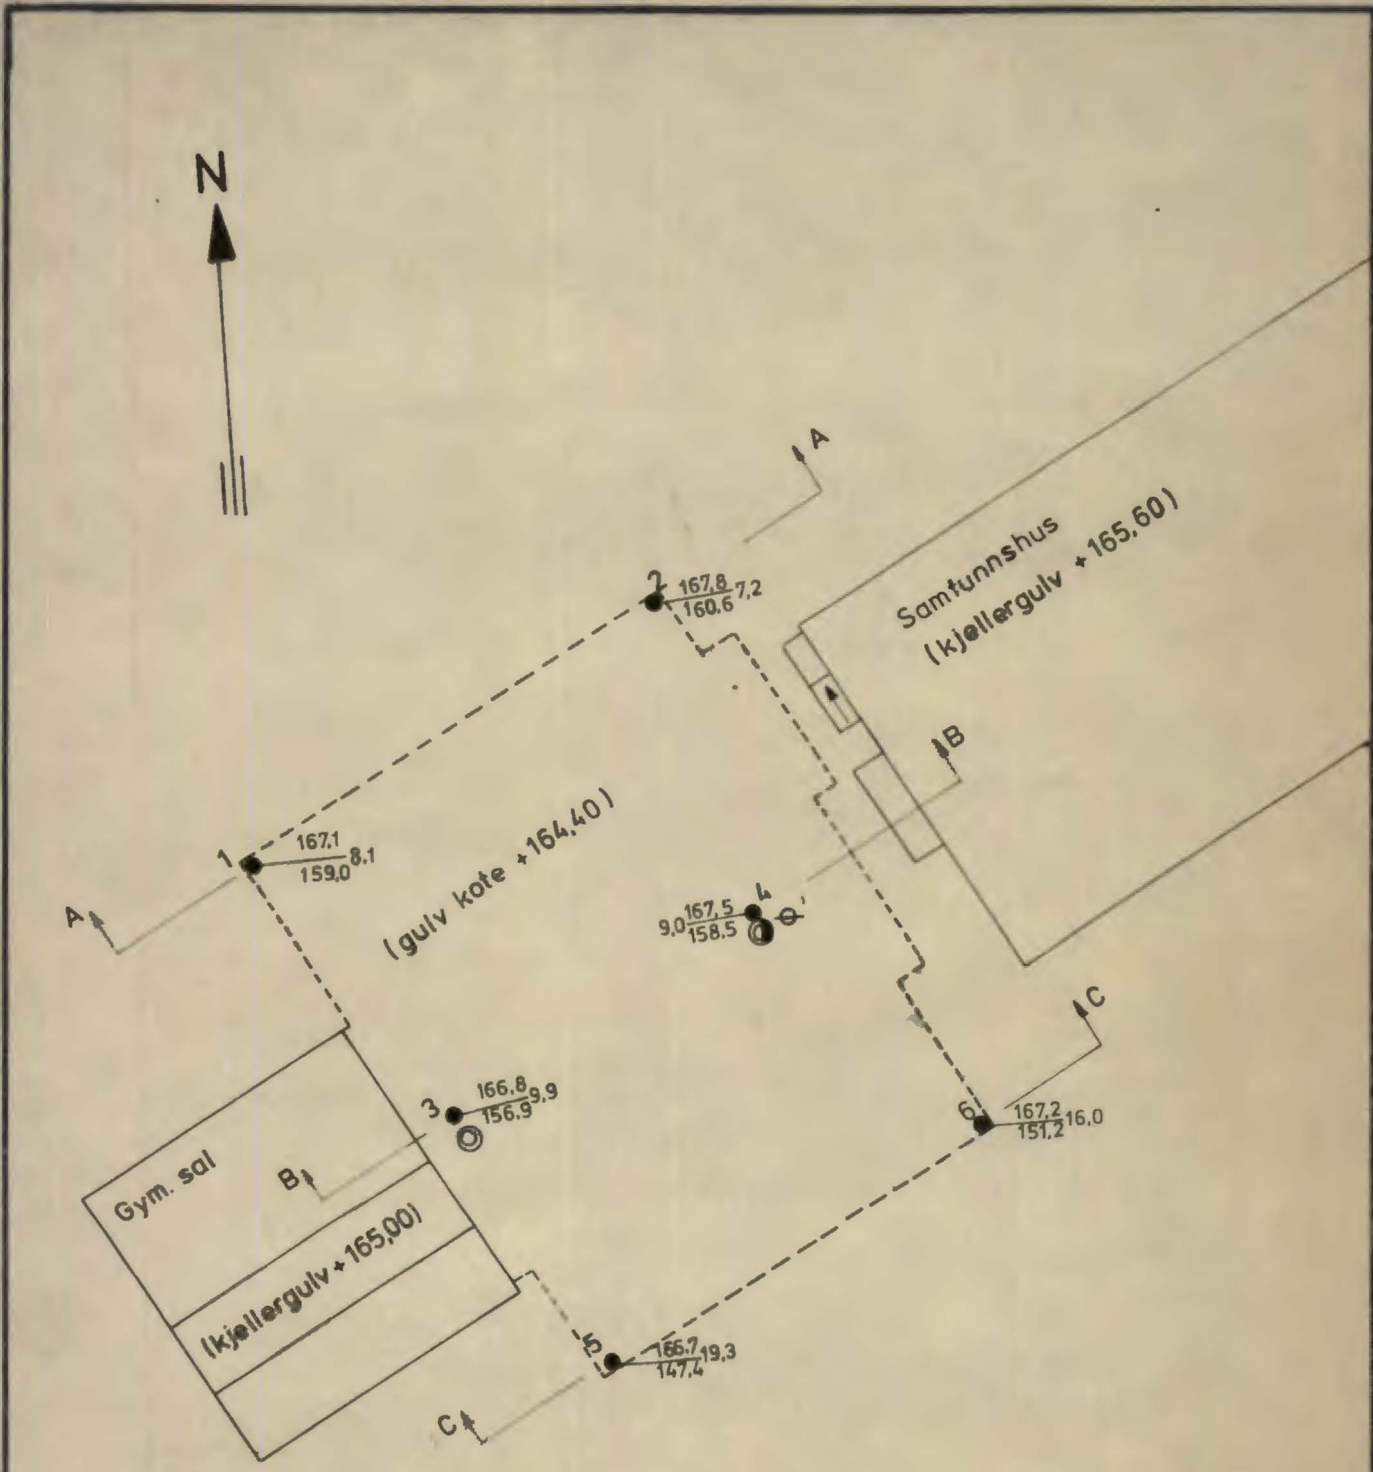 N
A
Samfunnshus
(kjellergulv +165,60)
2
167,8
160.6 7,2
B
(gulv kote +164,40)
1
167,1
159,0 8,1
A
4
9,0 167,5
158.5
C
3
166,8
156,9 9,9
6
167,2
151,2 16,0
Gym. sal
B
(kjellergulv +165,00)
5
166.7
147.4 19,3
C